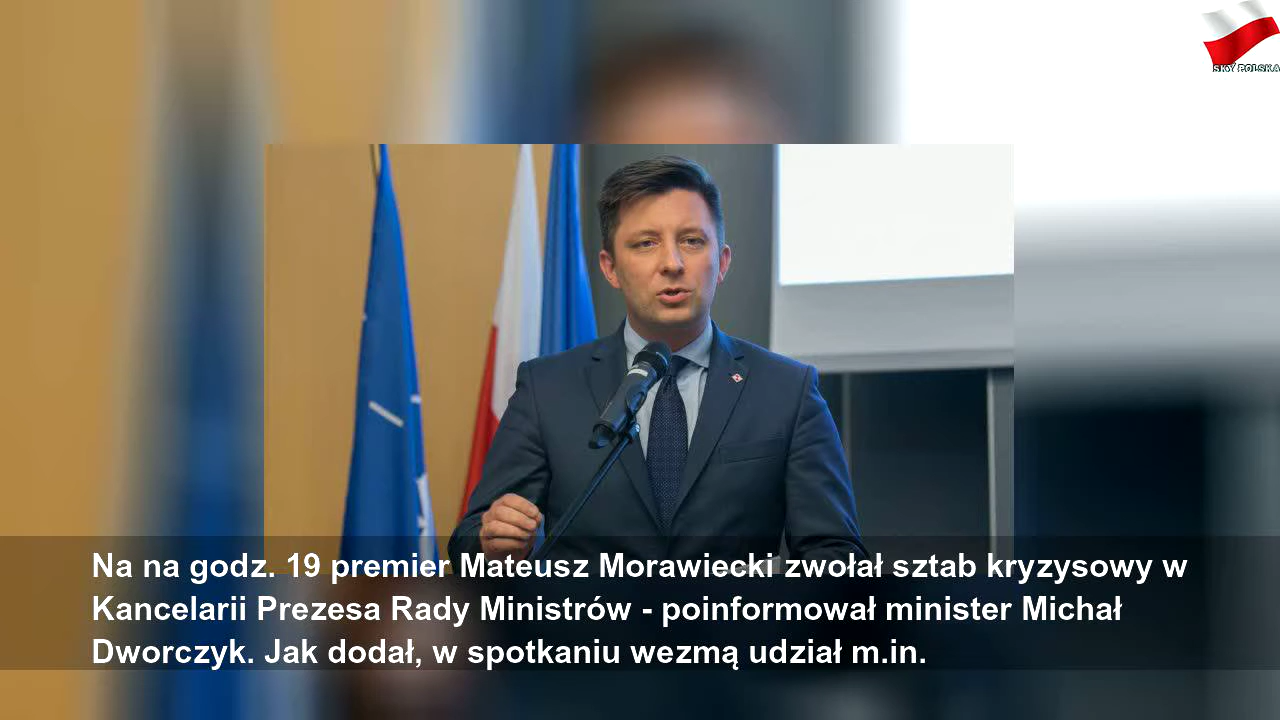 SKY POLSKA
Na na godz. 19 premier Mateusz Morawiecki zwołał sztab kryzysowy w
Kancelarii Prezesa Rady Ministrów - poinformował minister Michał
Dworczyk. Jak dodał, w spotkaniu wezmą udział m.in.